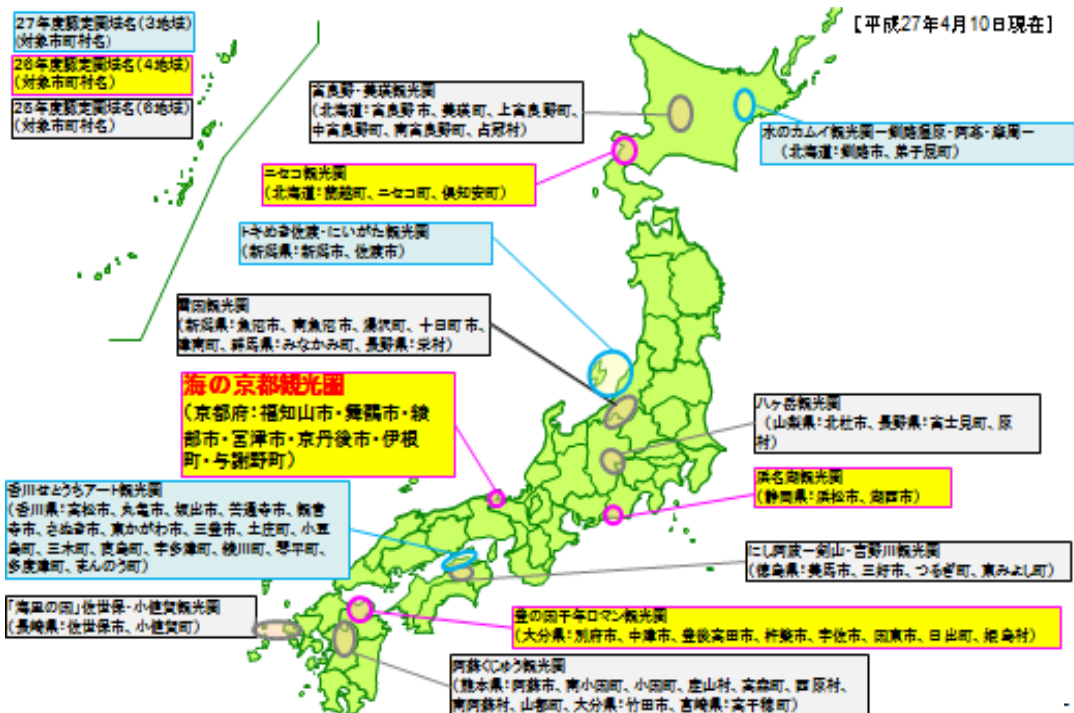 27年度認定圏域名(3地域)
(対象市町村名)
26年度認定圏域名(4地域)
(対象市町村名)
25年度認定圏域名(6地域)
(対象市町村名)
[平成27年4月10日現在]
富良野・美瑛観光圏
(北海道:富良野市、美瑛町、上富良野町、
中富良野町、南富良野町、占冠村)
水のカムイ観光圏ー釧路湿原・阿寒・摩周ー
(北海道:釧路市、弟子屈町)
ニセコ観光圏
(北海道:蘭越町、ニセコ町、倶知安町)
トキめき佐渡・にいがた観光圏
(新潟県:新潟市、佐渡市)
雪国観光圏
(新潟県:魚沼市、南魚沼市、湯沢町、十日町市、
津南町、群馬県:みなかみ町、長野県:栄村)
海の京都観光圏
(京都府:福知山市・舞鶴市・綾
部市・宮津市・京丹後市・伊根
町・与謝野町)
八ヶ岳観光圏
(山梨県:北杜市、長野県:富士見町、原
村)
浜名湖観光圏
(静岡県:浜松市、湖西市)
香川せとうちアート観光圏
(香川県:高松市、丸亀市、坂出市、善通寺市、観音
寺市、さぬき市、東かがわ市、三豊市、土庄町、小豆
島町、三木町、直島町、宇多津町、綾川町、琴平町、
多度津町、まんのう町)
にし阿波ー剣山・吉野川観光圏
(徳島県:美馬市、三好市、つるぎ町、東みよし町)
「海風の国」佐世保・小値賀観光圏
(長崎県:佐世保市、小値賀町)
豊の国千年ロマン観光圏
(大分県:別府市、中津市、豊後高田市、杵築市、宇佐市、国東市、日出町、姫島村)
阿蘇くじゅう観光圏
(熊本県:阿蘇市、南小国町、小国町、産山村、高森町、西原村、
南阿蘇村、山都町、大分県:竹田市、宮崎県:高千穂町)